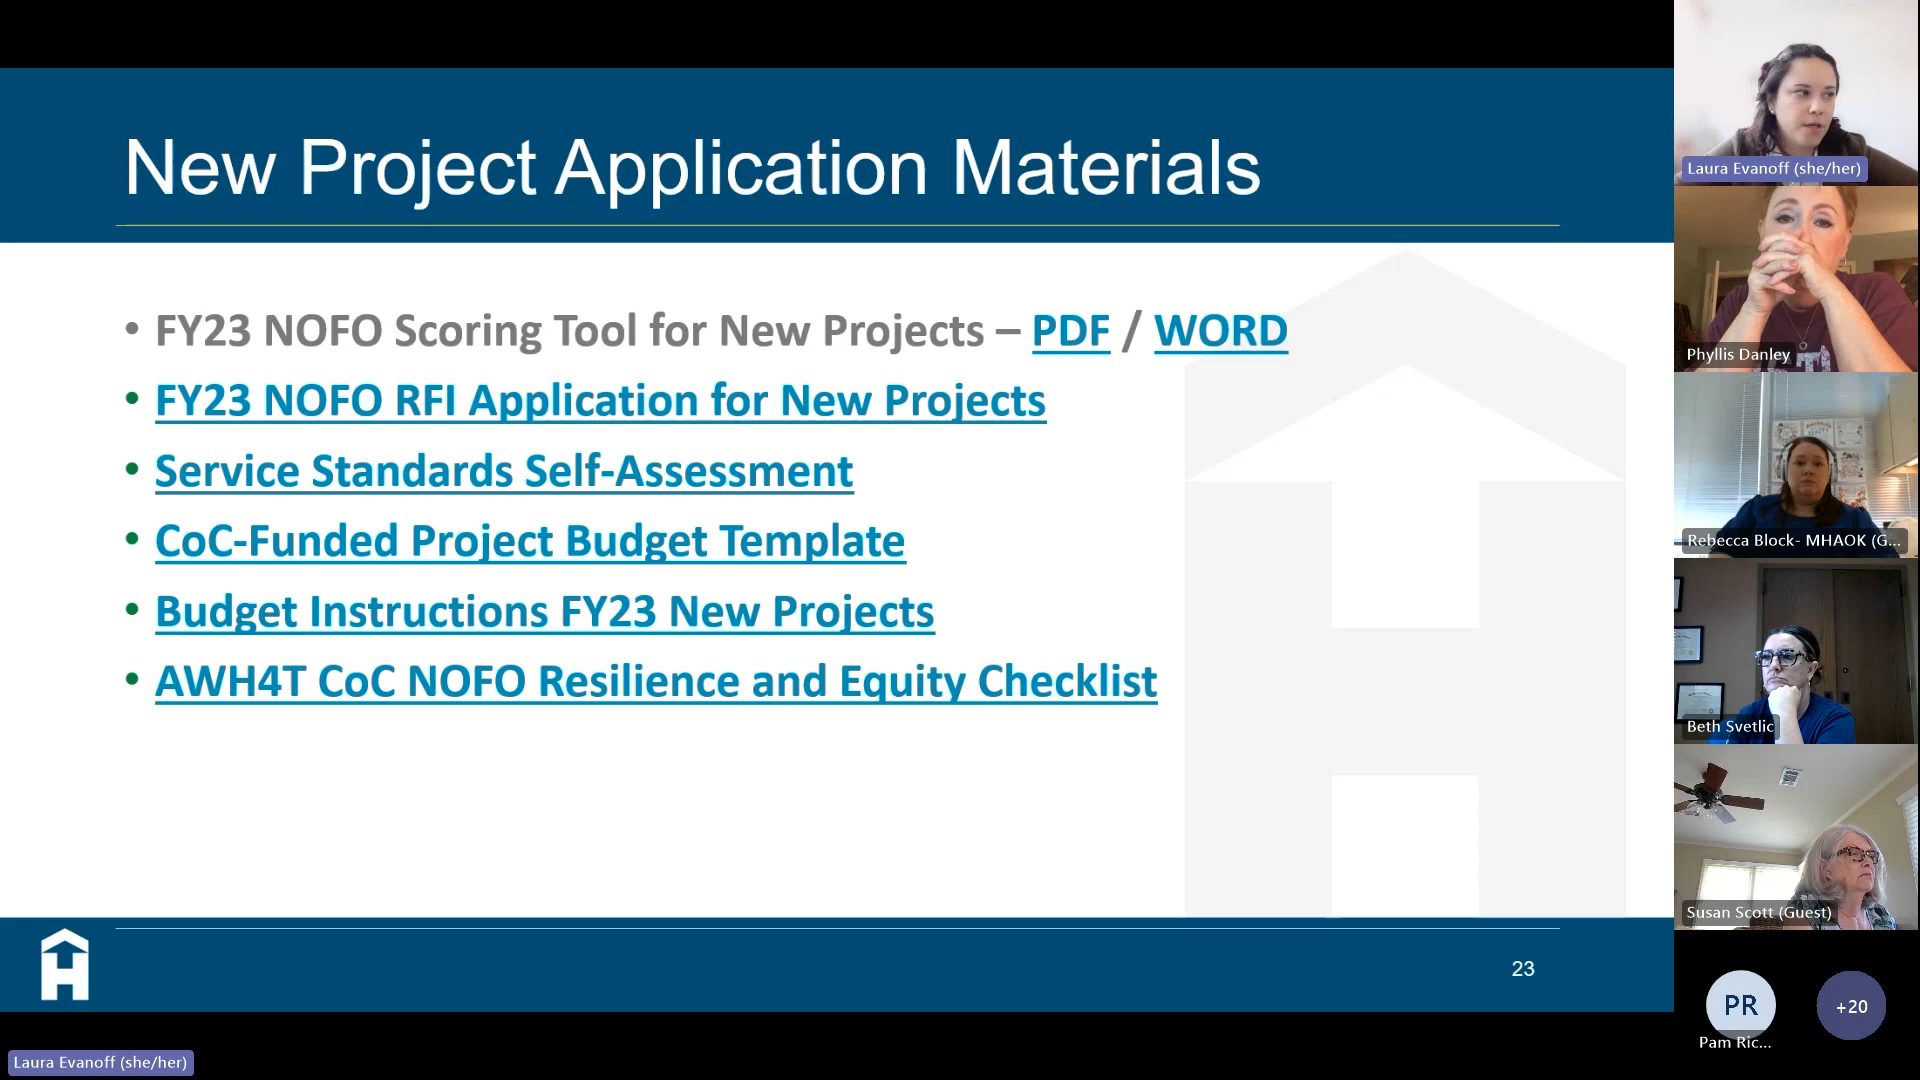 New Project Application Materials
• FY23 NOFO Scoring Tool for New Projects – PDF / WORD
• FY23 NOFO RFI Application for New Projects
• Service Standards Self-Assessment
• CoC-Funded Project Budget Template
• Budget Instructions FY23 New Projects
• AWH4T CoC NOFO Resilience and Equity Checklist
23
Laura Evanoff (she/her)
Laura Evanoff (she/her)
Phyllis Danley
Rebecca Block- MHAOK (G...
Beth Svetlic
Susan Scott (Guest)
PR
Pam Ric...
+20